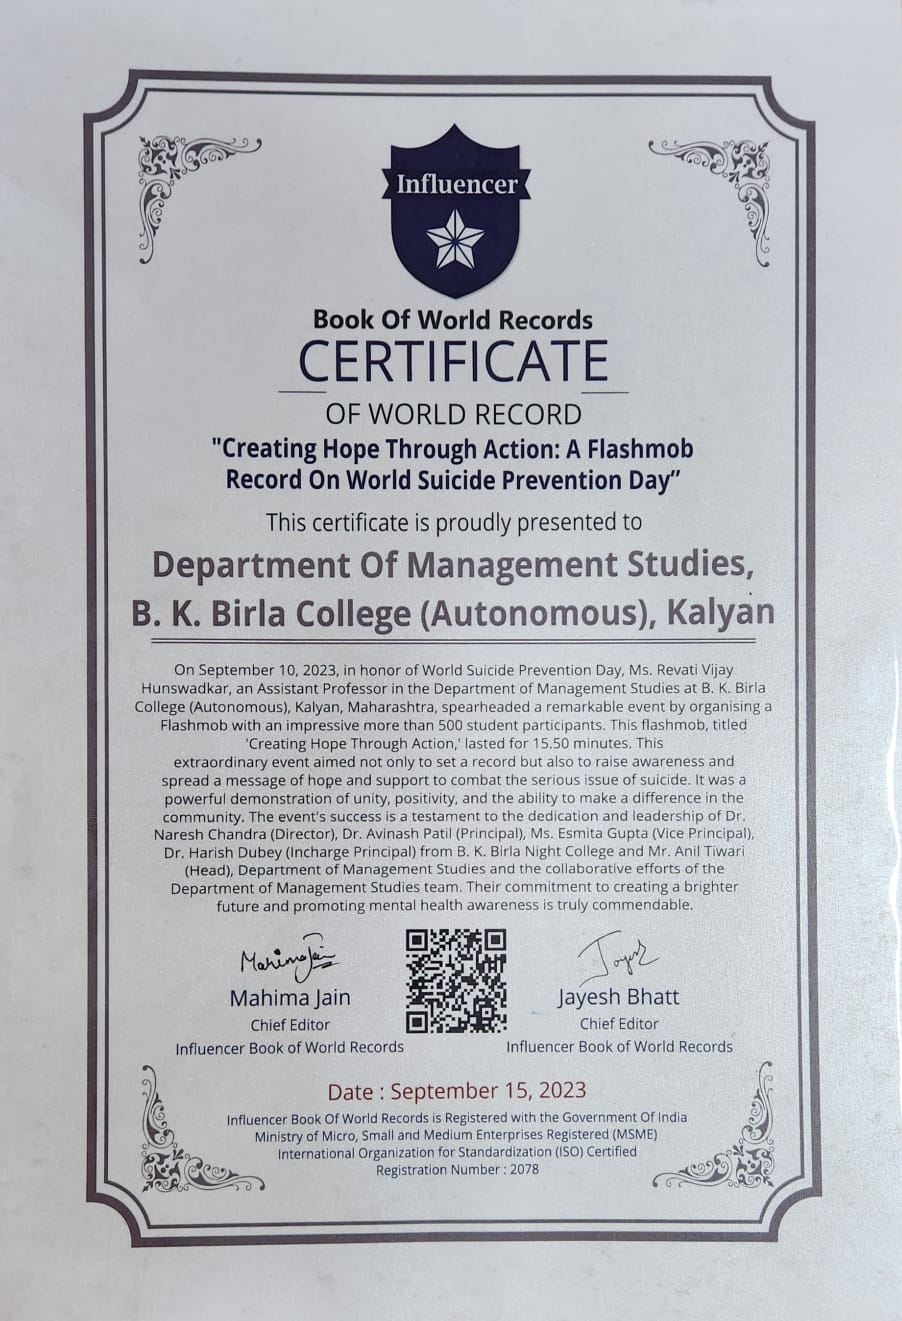 Influencer
Book Of World Records
CERTIFICATE
OF WORLD RECORD
"Creating Hope Through Action: A Flashmob
Record On World Suicide Prevention Day”
This certificate is proudly presented to
Department Of Management Studies,
B. K. Birla College (Autonomous), Kalyan
On September 10, 2023, in honor of World Suicide Prevention Day, Ms. Revati Vijay
Hunswadkar, an Assistant Professor in the Department of Management Studies at B. K. Birla
College (Autonomous), Kalyan, Maharashtra, spearheaded a remarkable event by organising a
Flashmob with an impressive more than 500 student participants. This flashmob, titled
'Creating Hope Through Action,' lasted for 15.50 minutes. This
extraordinary event aimed not only to set a record but also to raise awareness and
spread a message of hope and support to combat the serious issue of suicide. It was a
powerful demonstration of unity, positivity, and the ability to make a difference in the
community. The event's success is a testament to the dedication and leadership of Dr.
Naresh Chandra (Director), Dr. Avinash Patil (Principal), Ms. Esmita Gupta (Vice Principal),
Dr. Harish Dubey (Incharge Principal) from B. K. Birla Night College and Mr. Anil Tiwari
(Head), Department of Management Studies and the collaborative efforts of the
Department of Management Studies team. Their commitment to creating a brighter
future and promoting mental health awareness is truly commendable.
Mahima Jain
Jayesh
Mahima Jain
Jayesh Bhatt
Chief Editor
Chief Editor
Influencer Book of World Records
Influencer Book of World Records
Date : September 15, 2023
Influencer Book Of World Records is Registered with the Government Of India
Ministry of Micro, Small and Medium Enterprises Registered (MSME)
International Organization for Standardization (ISO) Certified
Registration Number : 2078